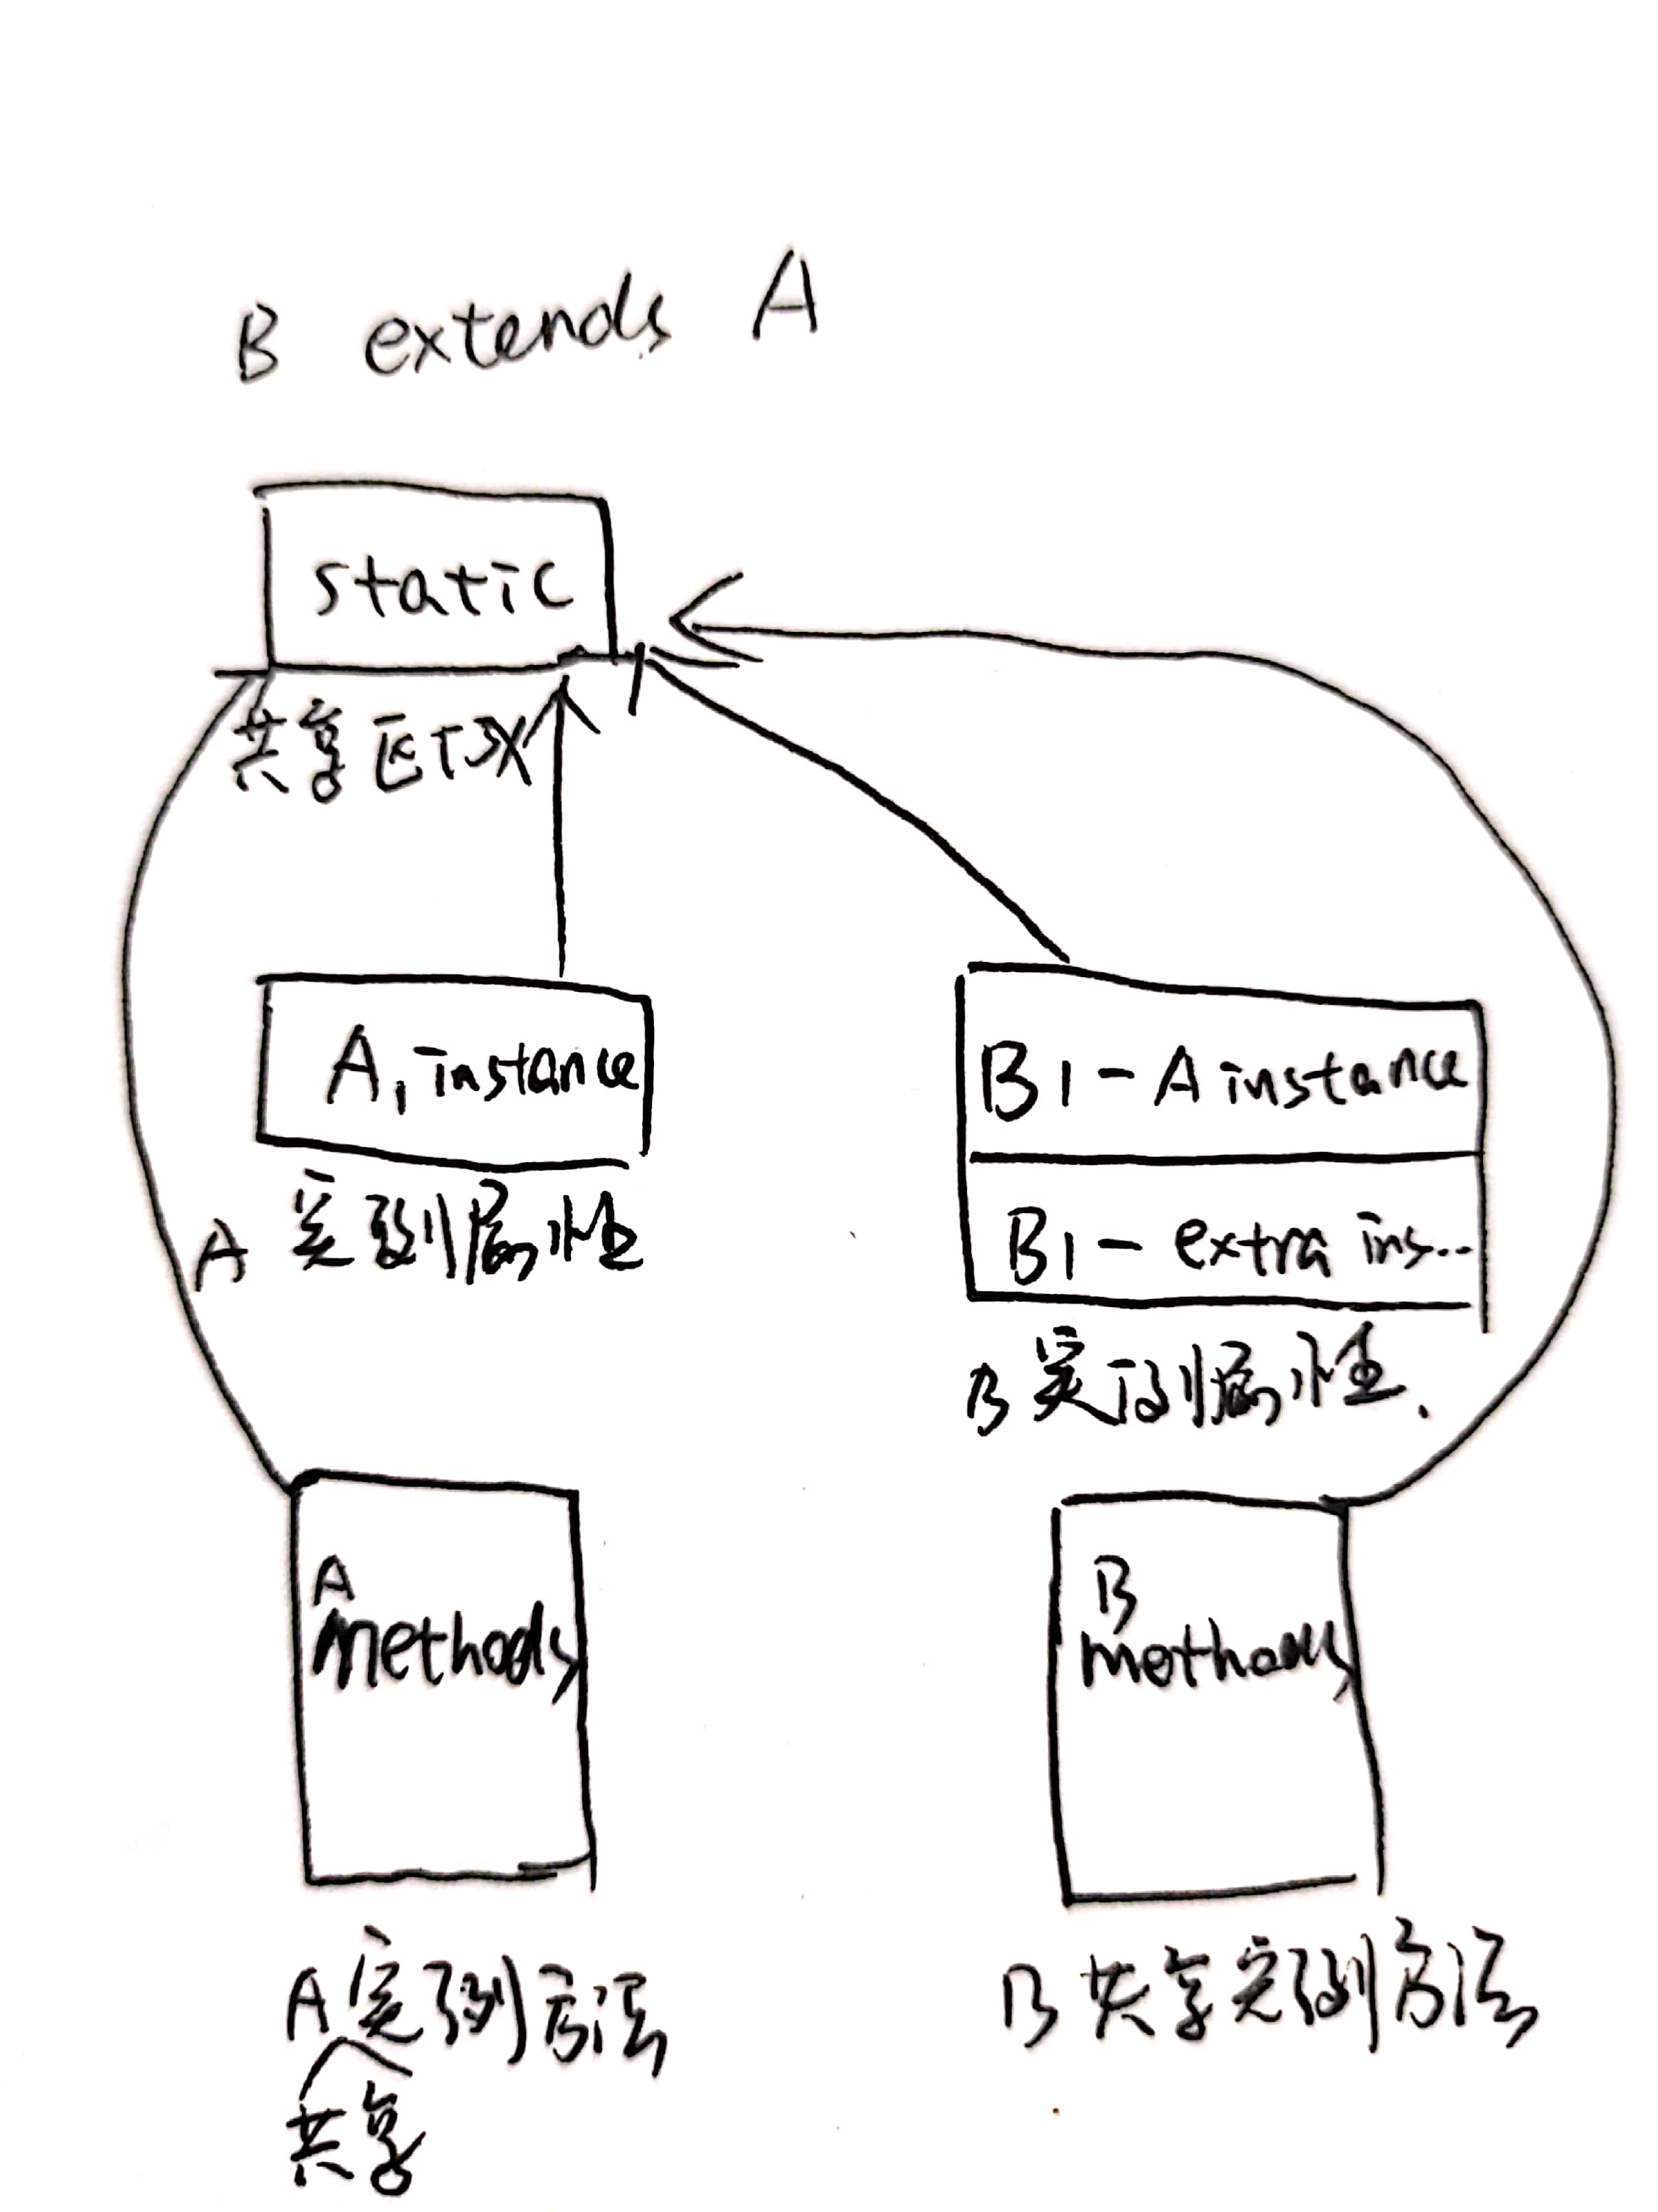 B extends A
static
共享区域
A1 instance
A 实例属性
B1 - A instance
B1 - extra ins...
B 实例属性.
A
methods
B
methods
A 实例方法
共享
B 共享实例方法